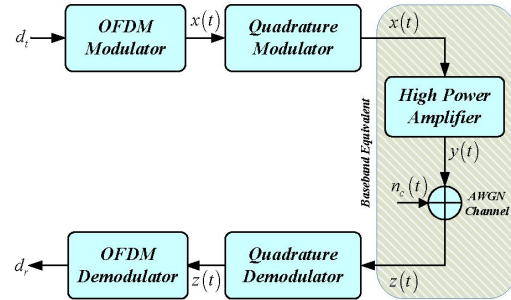 d_t
OFDM
Modulator
x(t)
Quadrature
Modulator
x(t)
High Power
Amplifier
Baseband Equivalent
y(t)
n_c(t)
AWGN
Channel
d_r
OFDM
Demodulator
z(t)
Quadrature
Demodulator
z(t)